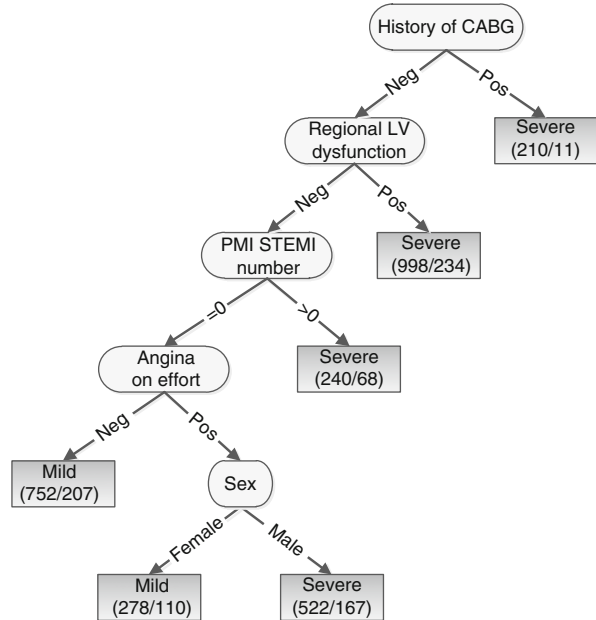 History of CABG
Neg
Pos
Regional LV
dysfunction
Severe
(210/11)
Neg
Pos
PMI STEMI
number
Severe
(998/234)
=0
>0
Angina
on effort
Severe
(240/68)
Neg
Pos
Mild
(752/207)
Sex
Female
Male
Mild
(278/110)
Severe
(522/167)